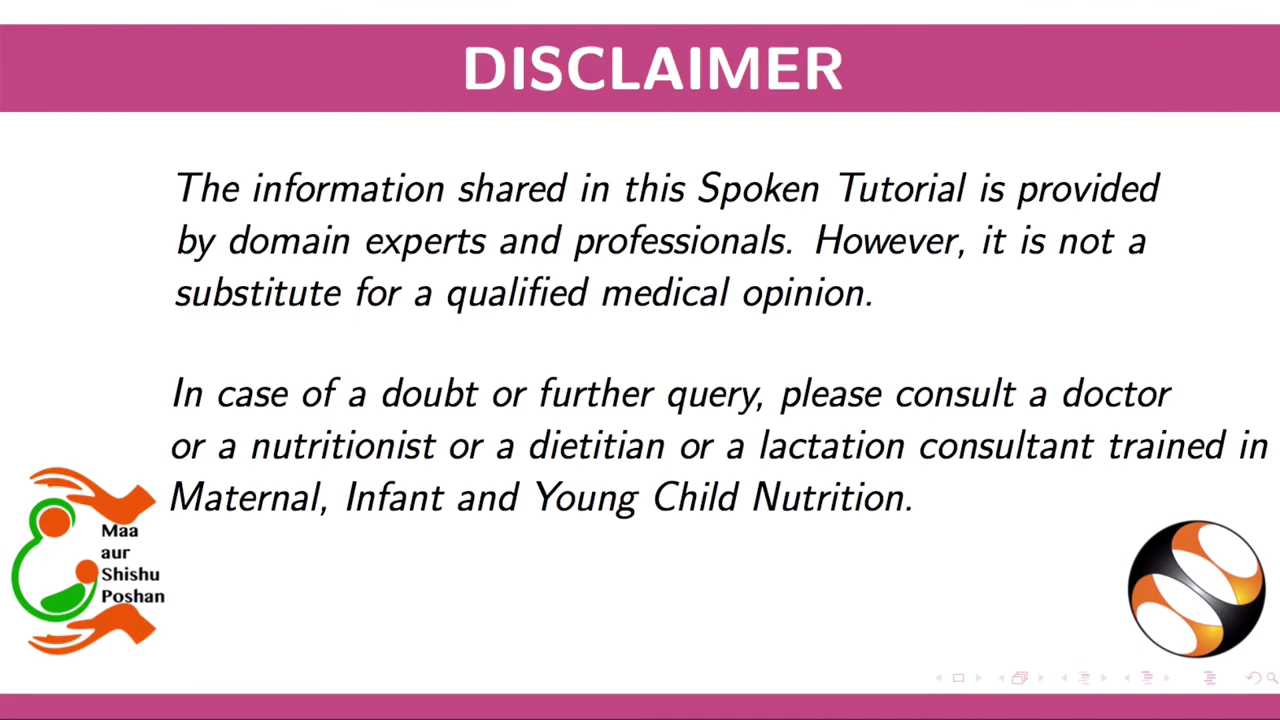 DISCLAIMER
The information shared in this Spoken Tutorial is provided
by domain experts and professionals. However, it is not a
substitute for a qualified medical opinion.
In case of a doubt or further query, please consult a doctor
or a nutritionist or a dietitian or a lactation consultant trained in
Maternal, Infant and Young Child Nutrition.
Maa
aur
Shishu
Poshan